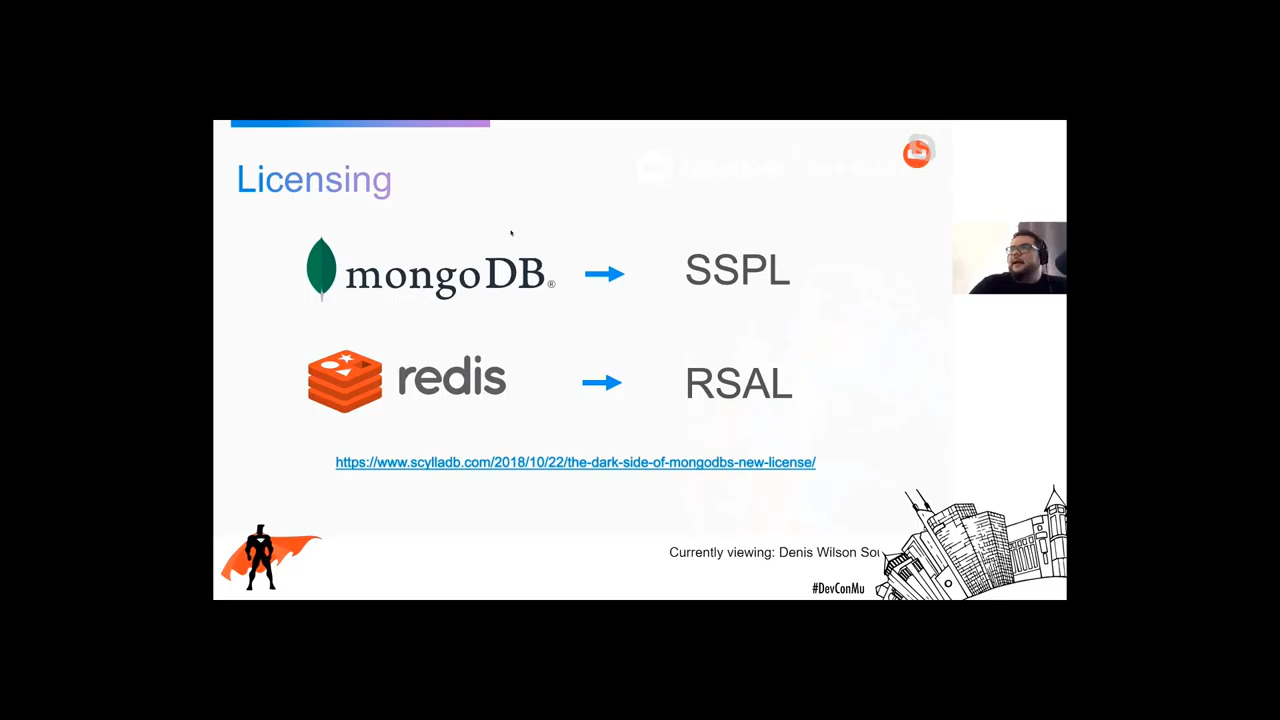 Licensing
mongoDB®
SSPL
redis
RSAL
https://www.scylladb.com/2018/10/22/the-dark-side-of-mongodbs-new-license/
Currently viewing: Denis Wilson
#DevConMu